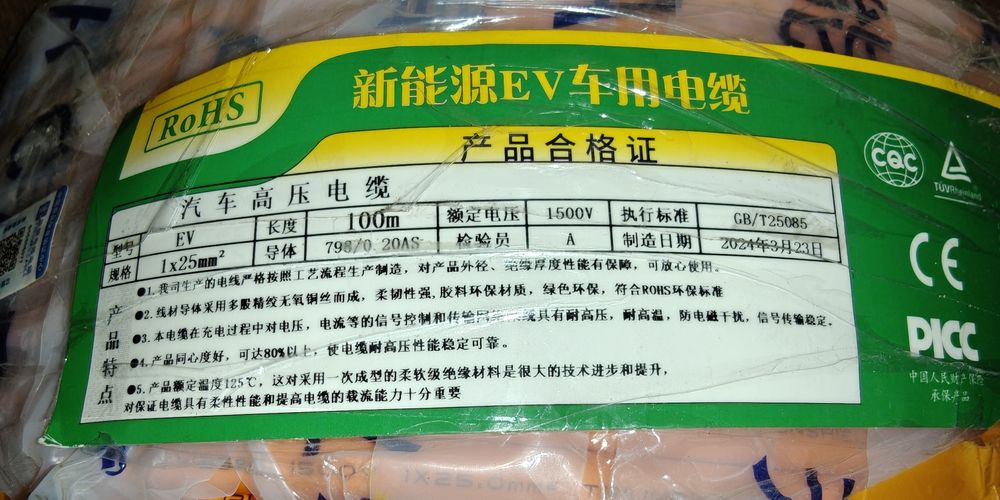 RoHS
新能源EV车用电缆
产品合格证
汽车高压电缆
型号 EV 长度 100m 额定电压 1500V 执行标准 GB/T25085
规格 1x25mm² 导体 798/0.20AS 检验员 A 制造日期 2024年3月23日
产品特点
●1.我司生产的电线严格按照工艺流程生产制造，对产品外径、绝缘厚度性能有保障，可放心使用。
●2.线材导体采用多股精绞无氧铜丝而成，柔韧性强,胶料环保材质，绿色环保，符合ROHS环保标准
●3.本电缆在充电过程中对电压，电流等的信号控制和传输 具有耐高压，耐高温，防电磁干扰，信号传输稳定。
●4.产品同心度好，可达80%以上，使电缆耐高压性能稳定可靠。
●5.产品额定温度125℃，这对采用一次成型的柔软级绝缘材料是很大的技术进步和提升，
对保证电缆具有柔性性能和提高电缆的载流能力十分重要
CQC
TÜVRheinland
CE
PICC
中国人民财产保险
承保产品
1X25.0mm²